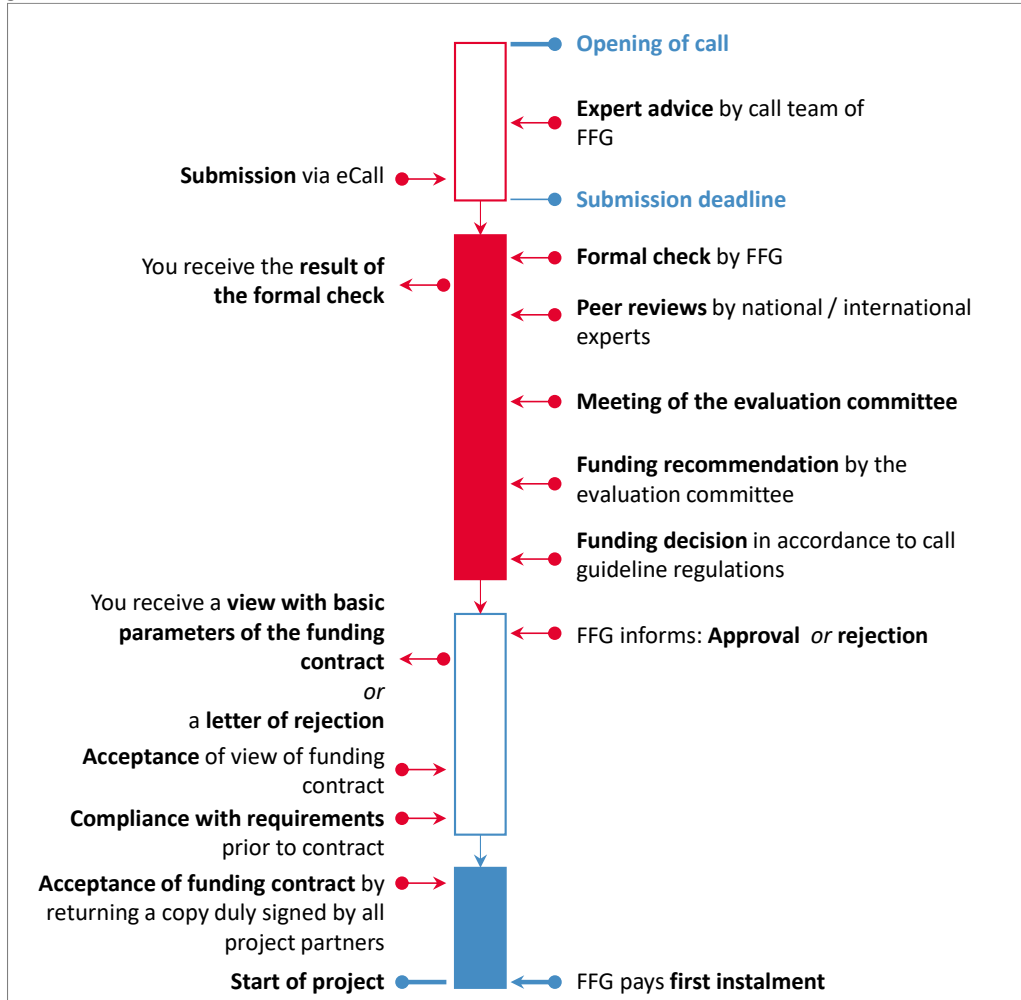 Opening of call
Expert advice by call team of
FFG
Submission via eCall
Submission deadline
Formal check by FFG
You receive the result of
the formal check
Peer reviews by national / international
experts
Meeting of the evaluation committee
Funding recommendation by the
evaluation committee
Funding decision in accordance to call
guideline regulations
You receive a view with basic
parameters of the funding
contract
or
a letter of rejection
FFG informs: Approval or rejection
Acceptance of view of funding
contract
Compliance with requirements
prior to contract
Acceptance of funding contract by
returning a copy duly signed by all
project partners
Start of project
FFG pays first instalment